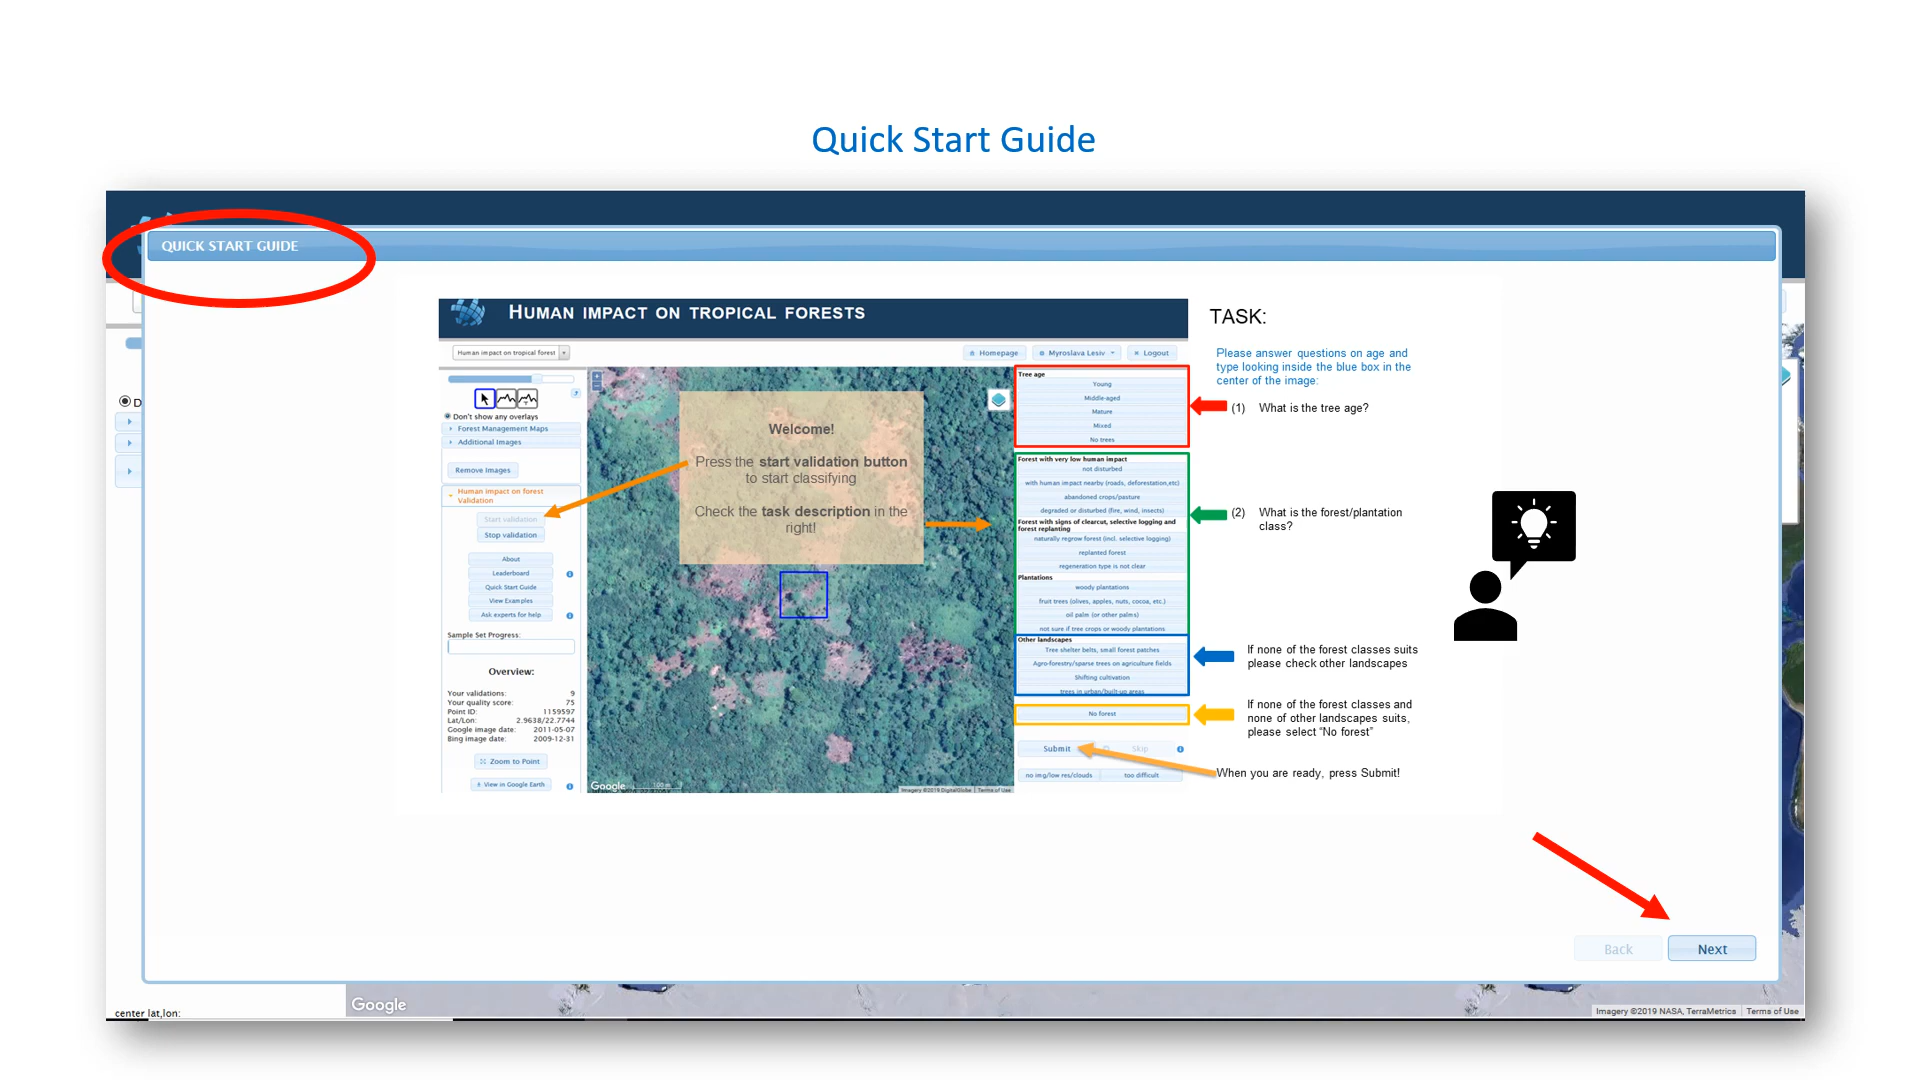 Quick Start Guide
QUICK START GUIDE
HUMAN IMPACT ON TROPICAL FORESTS
Human impact on tropical forest
Homepage
Myroslava Lesiv
Logout
Don't show any overlays
Forest Management Maps
Additional Images
Remove Images
Human impact on forest
Validation
Start validation
Stop validation
About
Leaderboard
Quick Start Guide
View Examples
Ask experts for help
Sample Set Progress:
Overview:
Your validations: 9
Your quality score: 75
Point ID: 1159597
Lat/Lon: 2.9638/22.7744
Google image date: 2011-05-07
Bing image date: 2009-12-31
Zoom to Point
View in Google Earth
Welcome!
Press the start validation button
to start classifying
Check the task description in the
right!
Google
100 m
Imagery ©2019 DigitalGlobe
Terms of Use
Tree age
Young
Middle-aged
Mature
Mixed
No trees
Forest with very low human impact
not disturbed
with human impact nearby (roads, deforestation,etc)
abandoned crops/pasture
degraded or disturbed (fire, wind, insects)
Forest with signs of clearcut, selective logging and
forest replanting
naturally regrow forest (incl. selective logging)
replanted forest
regeneration type is not clear
Plantations
woody plantations
fruit trees (olives, apples, nuts, cocoa, etc.)
oil palm (or other palms)
not sure if tree crops or woody plantations
Other landscapes
Tree shelter belts, small forest patches
Agro-forestry/sparse trees on agriculture fields
Shifting cultivation
trees in urban/built-up areas
No forest
Submit
Skip
no img/low res/clouds
too difficult
TASK:
Please answer questions on age and
type looking inside the blue box in the
center of the image:
(1) What is the tree age?
(2) What is the forest/plantation
class?
If none of the forest classes suits
please check other landscapes
If none of the forest classes and
none of other landscapes suits,
please select “No forest”
When you are ready, press Submit!
Back
Next
D
center lat,lon:
Google
Imagery ©2019 NASA, TerraMetrics
Terms of Use